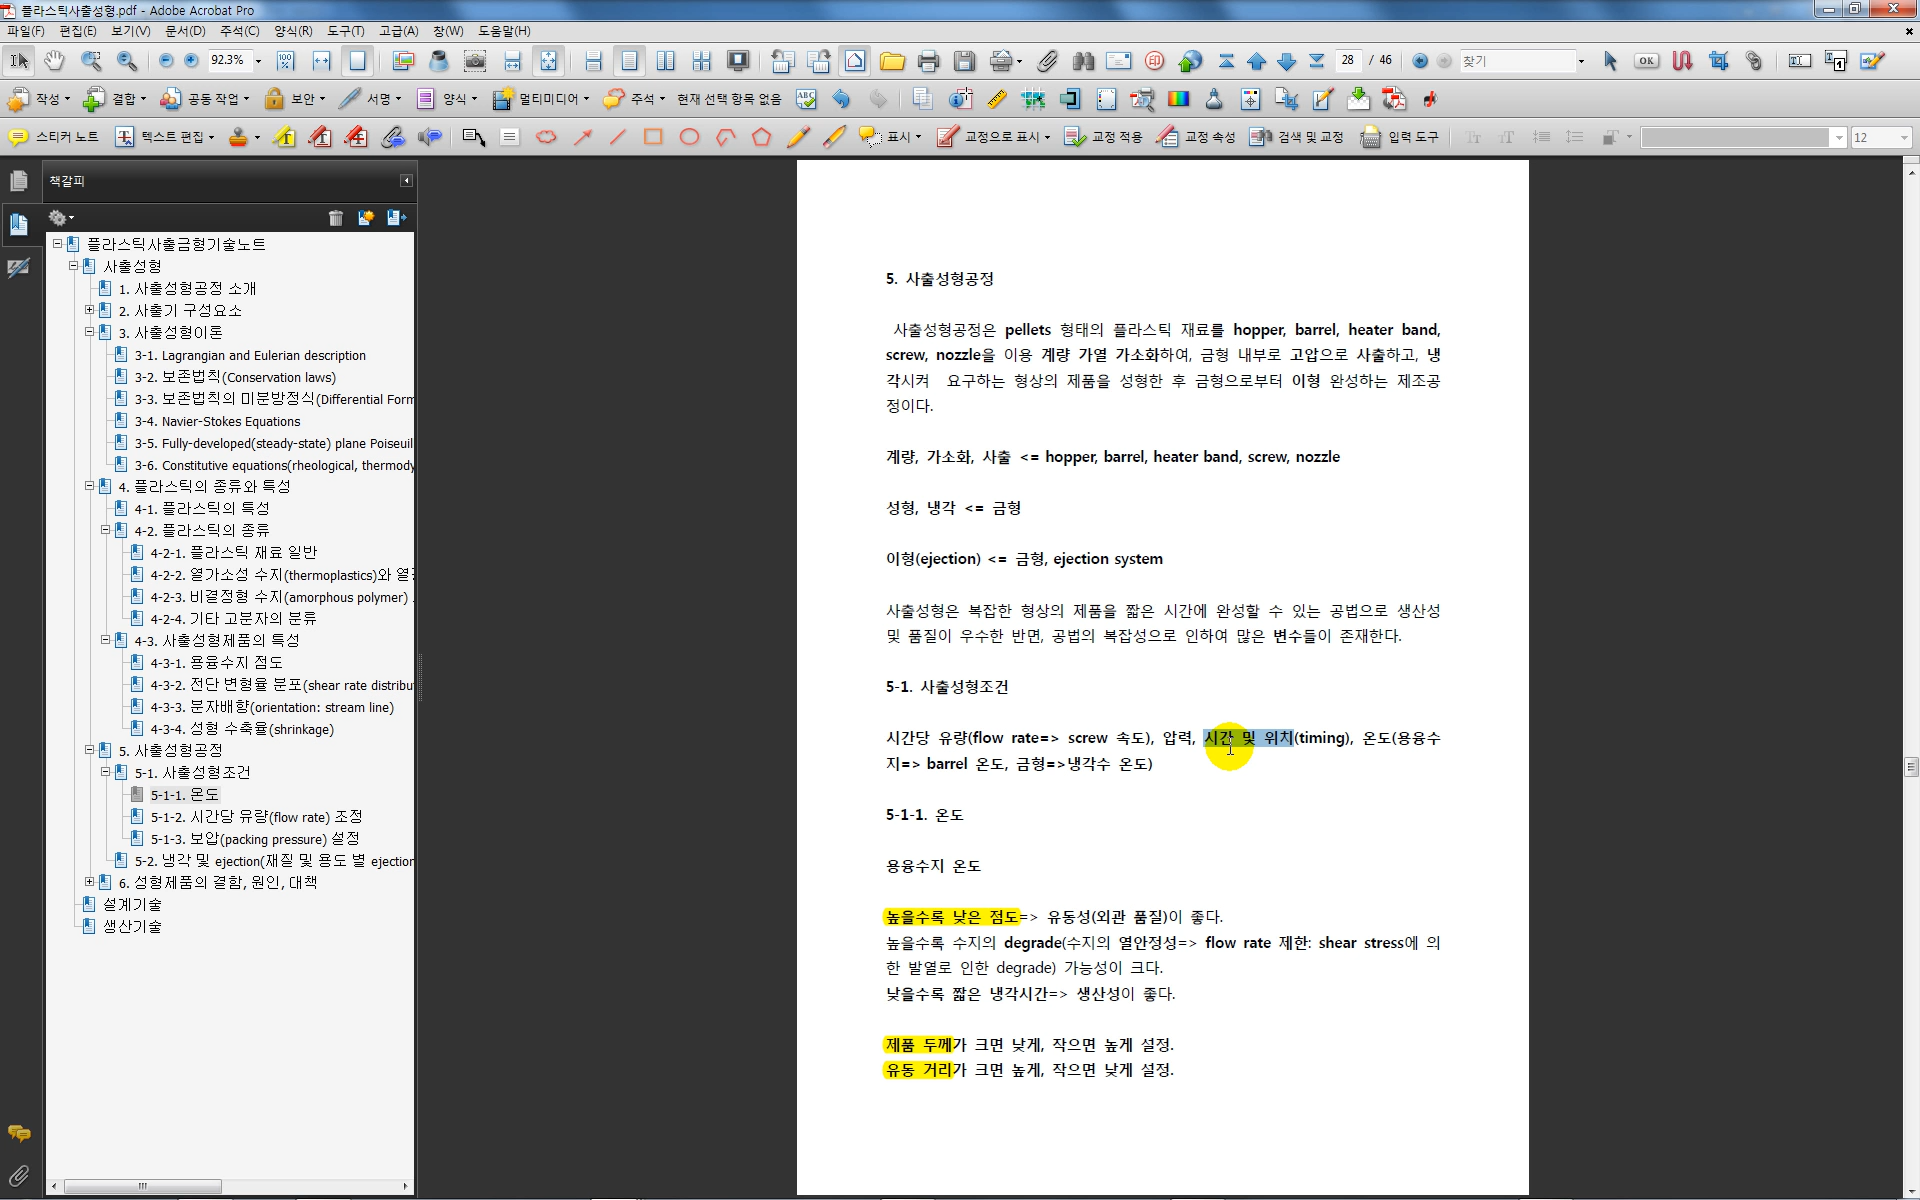 플라스틱사출성형.pdf - Adobe Acrobat Pro
파일(F) 편집(E) 보기(V) 문서(D) 주석(C) 양식(R) 도구(T) 고급(A) 창(W) 도움말(H)
92.3% 28 / 46 찾기 OK
작성 결합 공동 작업 보안 서명 양식 멀티미디어 주석 현재 선택 항목 없음
스티커 노트 텍스트 편집 표시 교정으로 표시 교정 적용 교정 속성 검색 및 교정 입력 도구 12
책갈피
플라스틱사출금형기술노트
사출성형
1. 사출성형공정 소개
2. 사출기 구성요소
3. 사출성형이론
3-1. Lagrangian and Eulerian description
3-2. 보존법칙(Conservation laws)
3-3. 보존법칙의 미분방정식(Differential Form
3-4. Navier-Stokes Equations
3-5. Fully-developed(steady-state) plane Poiseuil
3-6. Constitutive equations(rheological, thermody
4. 플라스틱의 종류와 특성
4-1. 플라스틱의 특성
4-2. 플라스틱의 종류
4-2-1. 플라스틱 재료 일반
4-2-2. 열가소성 수지(thermoplastics)와 열
4-2-3. 비결정형 수지(amorphous polymer)
4-2-4. 기타 고분자의 분류
4-3. 사출성형제품의 특성
4-3-1. 용융수지 점도
4-3-2. 전단 변형율 분포(shear rate distribu
4-3-3. 분자배향(orientation: stream line)
4-3-4. 성형 수축율(shrinkage)
5. 사출성형공정
5-1. 사출성형조건
5-1-1. 온도
5-1-2. 시간당 유량(flow rate) 조정
5-1-3. 보압(packing pressure) 설정
5-2. 냉각 및 ejection(재질 및 용도 별 ejection
6. 성형제품의 결함, 원인, 대책
설계기술
생산기술
5. 사출성형공정
사출성형공정은 pellets 형태의 플라스틱 재료를 hopper, barrel, heater band,
screw, nozzle을 이용 계량 가열 가소화하여, 금형 내부로 고압으로 사출하고, 냉
각시켜 요구하는 형상의 제품을 성형한 후 금형으로부터 이형 완성하는 제조공
정이다.
계량, 가소화, 사출 <= hopper, barrel, heater band, screw, nozzle
성형, 냉각 <= 금형
이형(ejection) <= 금형, ejection system
사출성형은 복잡한 형상의 제품을 짧은 시간에 완성할 수 있는 공법으로 생산성
및 품질이 우수한 반면, 공법의 복잡성으로 인하여 많은 변수들이 존재한다.
5-1. 사출성형조건
시간당 유량(flow rate=> screw 속도), 압력, 시간 및 위치(timing), 온도(용융수
지=> barrel 온도, 금형=>냉각수 온도)
5-1-1. 온도
용융수지 온도
높을수록 낮은 점도=> 유동성(외관 품질)이 좋다.
높을수록 수지의 degrade(수지의 열안정성=> flow rate 제한: shear stress에 의
한 발열로 인한 degrade) 가능성이 크다.
낮을수록 짧은 냉각시간=> 생산성이 좋다.
제품 두께가 크면 낮게, 작으면 높게 설정.
유동 거리가 크면 높게, 작으면 낮게 설정.